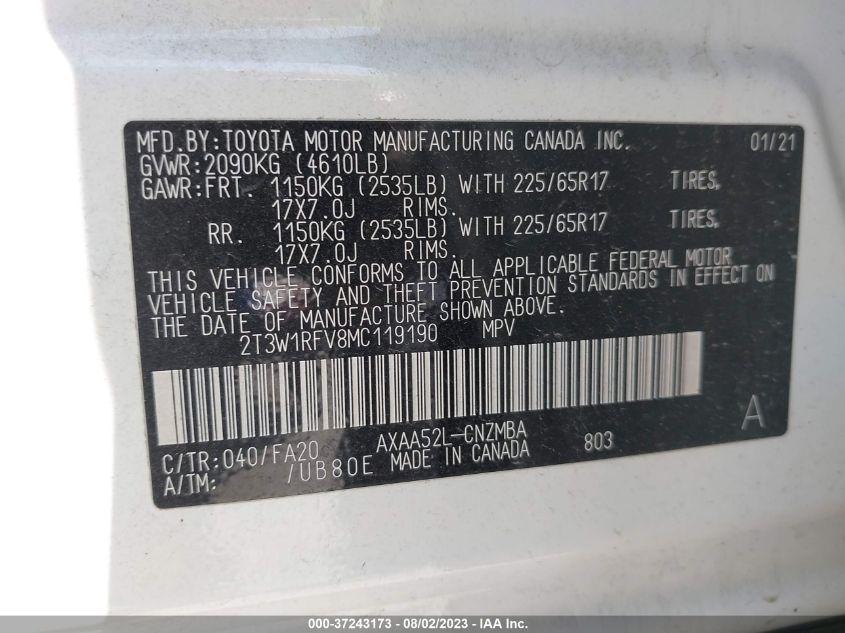 MFD.BY:TOYOTA MOTOR MANUFACTURING CANADA INC. 01/21
GVWR:2090KG (4610LB)
GAWR:FRT. 1150KG (2535LB) WITH 225/65R17 TIRES,
17X7.0J RIMS.
RR. 1150KG (2535LB) WITH 225/65R17 TIRES,
17X7.0J RIMS.
THIS VEHICLE CONFORMS TO ALL APPLICABLE FEDERAL MOTOR
VEHICLE SAFETY AND THEFT PREVENTION STANDARDS IN EFFECT ON
THE DATE OF MANUFACTURE SHOWN ABOVE.
2T3W1RFV8MC119190 MPV
A
C/TR:040/FA20 AXAA52L-CNZMBA 803
A/TM: /UB80E MADE IN CANADA
000-37243173 - 08/02/2023 - IAA Inc.